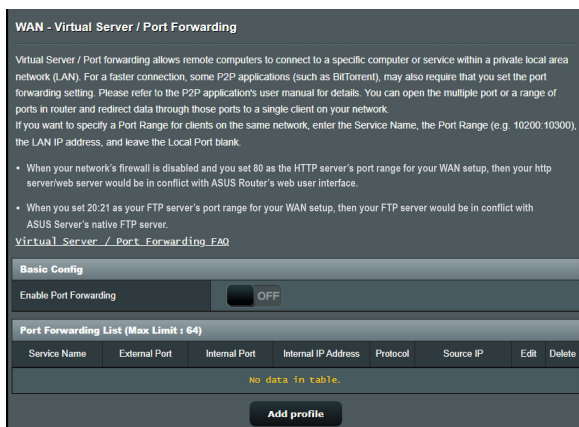 WAN - Virtual Server / Port Forwarding
Virtual Server / Port forwarding allows remote computers to connect to a specific computer or service within a private local area
network (LAN). For a faster connection, some P2P applications (such as BitTorrent), may also require that you set the port
forwarding setting. Please refer to the P2P application's user manual for details. You can open the multiple port or a range of
ports in router and redirect data through those ports to a single client on your network.
If you want to specify a Port Range for clients on the same network, enter the Service Name, the Port Range (e.g. 10200:10300),
the LAN IP address, and leave the Local Port blank.
• When your network's firewall is disabled and you set 80 as the HTTP server's port range for your WAN setup, then your http
server/web server would be in conflict with ASUS Router's web user interface.
• When you set 20:21 as your FTP server's port range for your WAN setup, then your FTP server would be in conflict with
ASUS Server's native FTP server.
Virtual Server / Port Forwarding FAQ
Basic Config
Enable Port Forwarding OFF
Port Forwarding List (Max Limit : 64)
Service Name External Port Internal Port Internal IP Address Protocol Source IP Edit Delete
No data in table.
Add profile